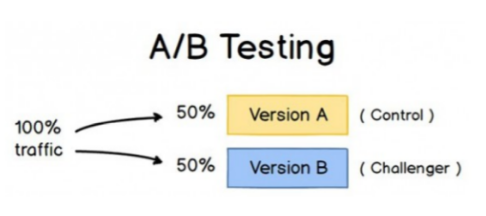 A/B Testing
100%
traffic
50% Version A ( Control )
50% Version B ( Challenger )